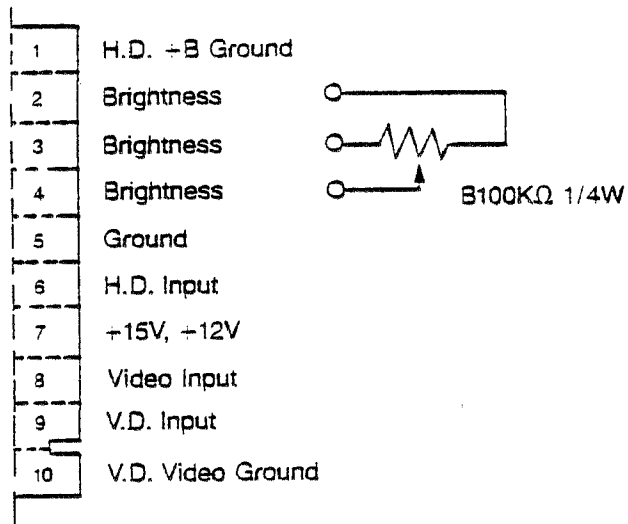 1 H.D. +B Ground
2 Brightness
3 Brightness
4 Brightness
B100KΩ 1/4W
5 Ground
6 H.D. Input
7 +15V, +12V
8 Video Input
9 V.D. Input
10 V.D. Video Ground